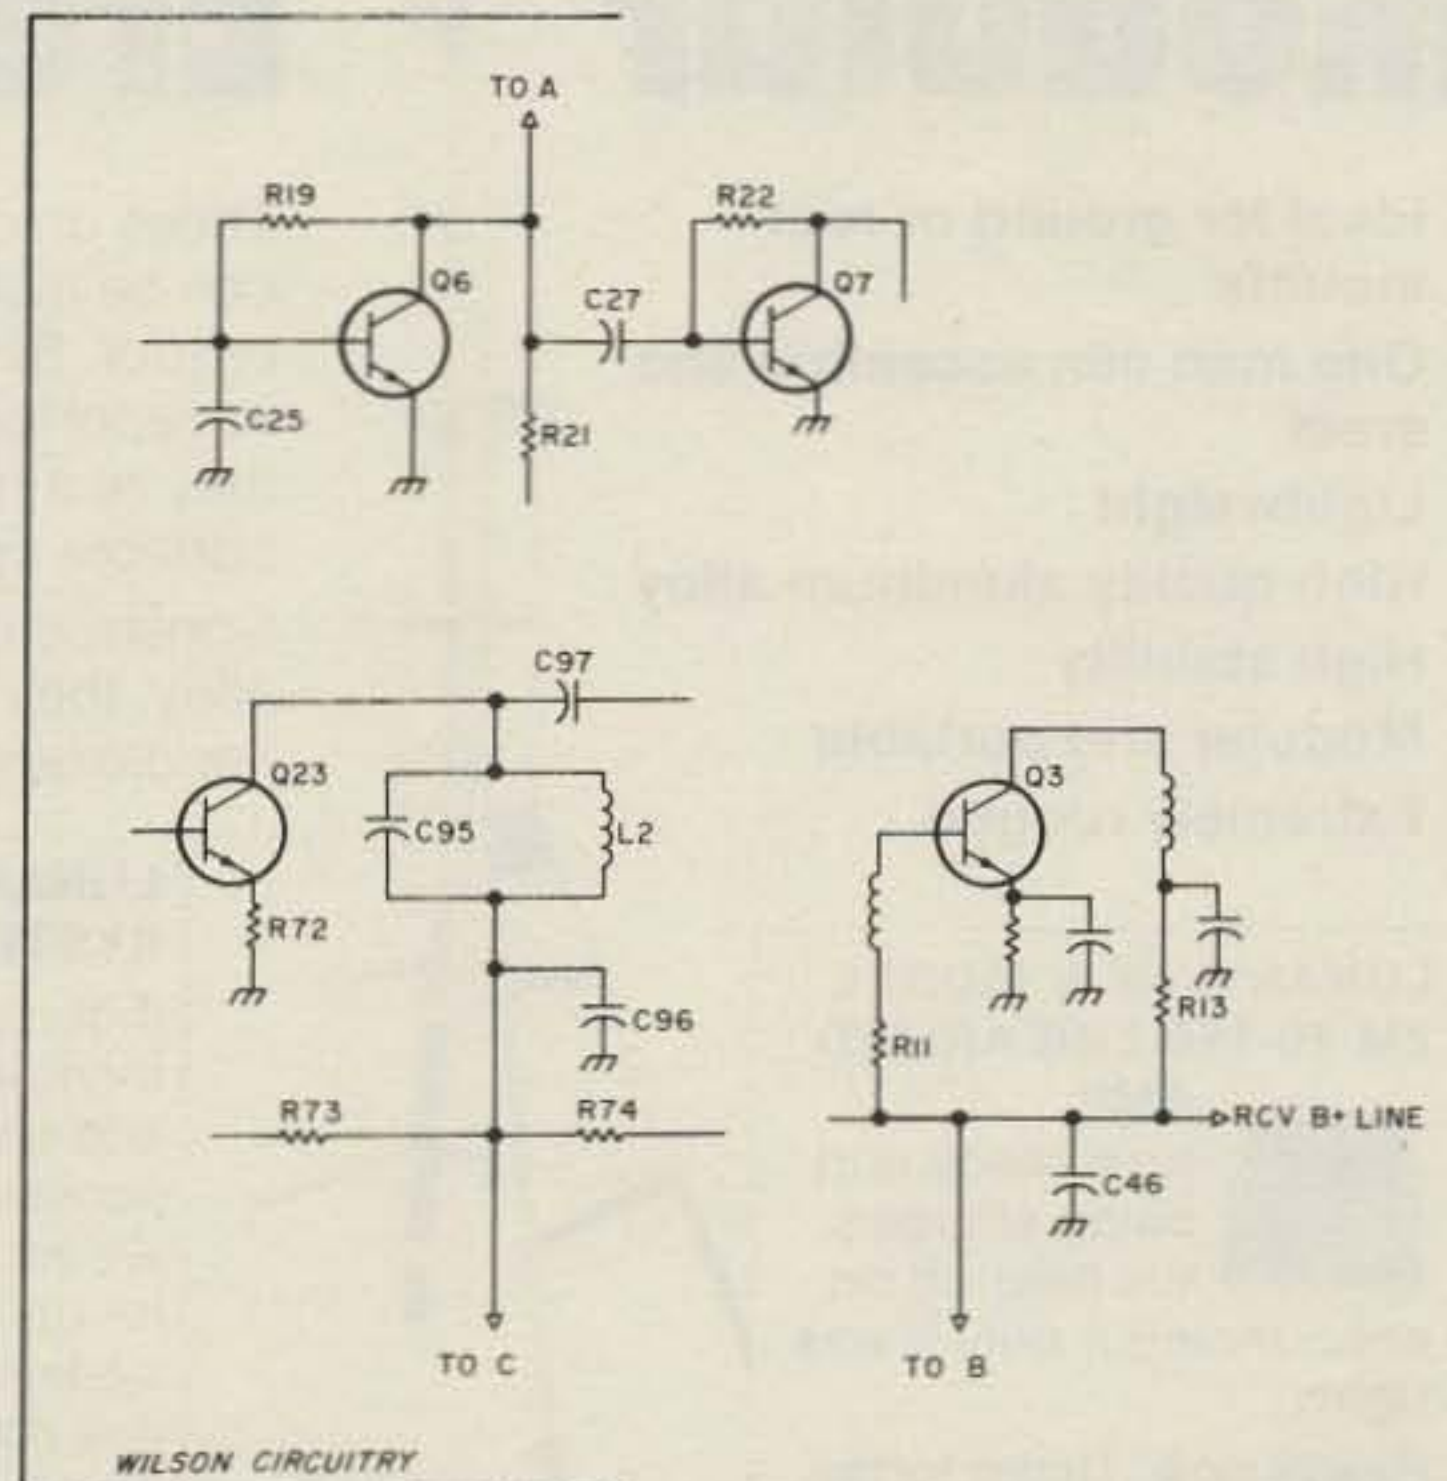 TO A
R19
R22
Q6
Q7
C27
C25
R21
C97
Q23
Q3
C95
L2
R72
C96
R13
R11
R73
R74
RCV B+ LINE
C46
TO C
TO B
WILSON CIRCUITRY